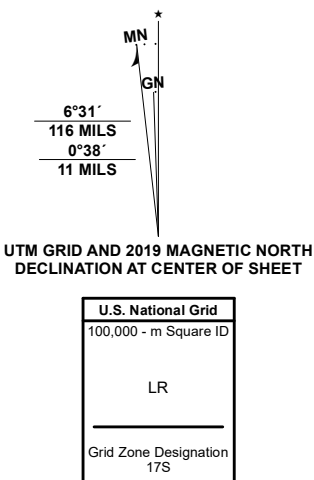 ★
MN
GN
6°31´
116 MILS
0°38´
11 MILS
UTM GRID AND 2019 MAGNETIC NORTH
DECLINATION AT CENTER OF SHEET
U.S. National Grid
100,000 - m Square ID
LR
Grid Zone Designation
17S